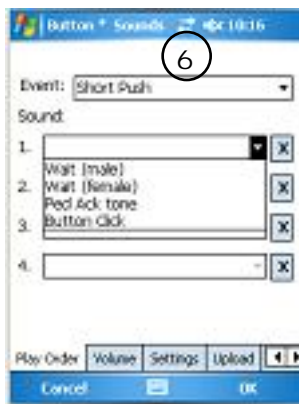 Button * Sounds 10:16
6
Event: Short Push
Sound:
1. X
Wait (male)
Wait (female)
Ped Ack tone
Button Click
2. X
3. X
4. X
Play Order Volume Settings Upload
Cancel OK